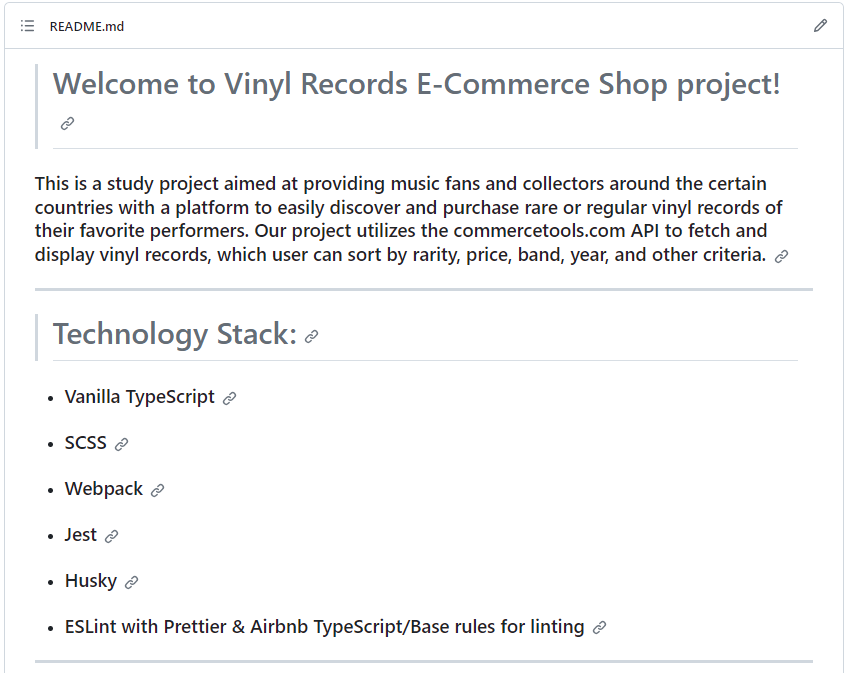 README.md
Welcome to Vinyl Records E-Commerce Shop project!
This is a study project aimed at providing music fans and collectors around the certain
countries with a platform to easily discover and purchase rare or regular vinyl records of
their favorite performers. Our project utilizes the commercetools.com API to fetch and
display vinyl records, which user can sort by rarity, price, band, year, and other criteria.
Technology Stack:
Vanilla TypeScript
SCSS
Webpack
Jest
Husky
ESLint with Prettier & Airbnb TypeScript/Base rules for linting